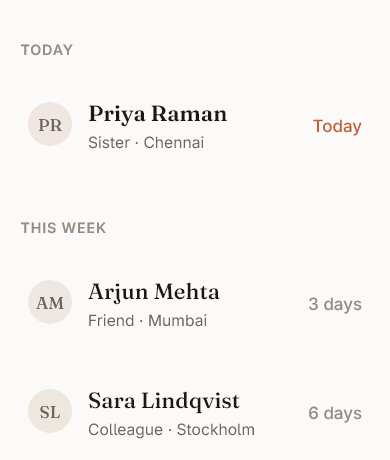 TODAY
PR
Priya Raman
Today
Sister · Chennai
THIS WEEK
AM
Arjun Mehta
3 days
Friend · Mumbai
SL
Sara Lindqvist
6 days
Colleague · Stockholm